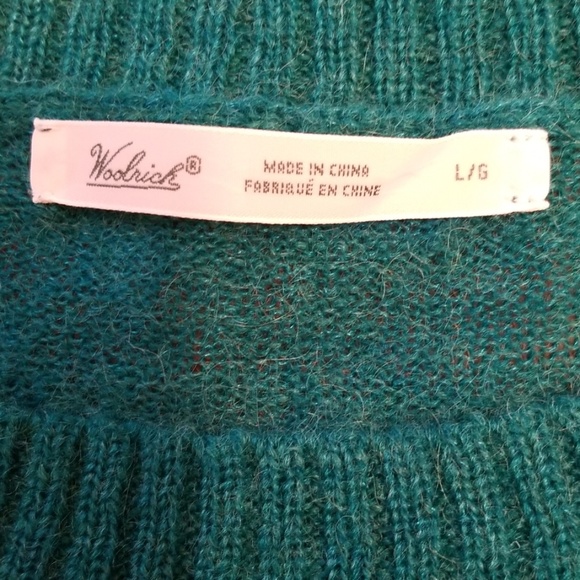 Woolrich®
MADE IN CHINA
FABRIQUÉ EN CHINE
L/G